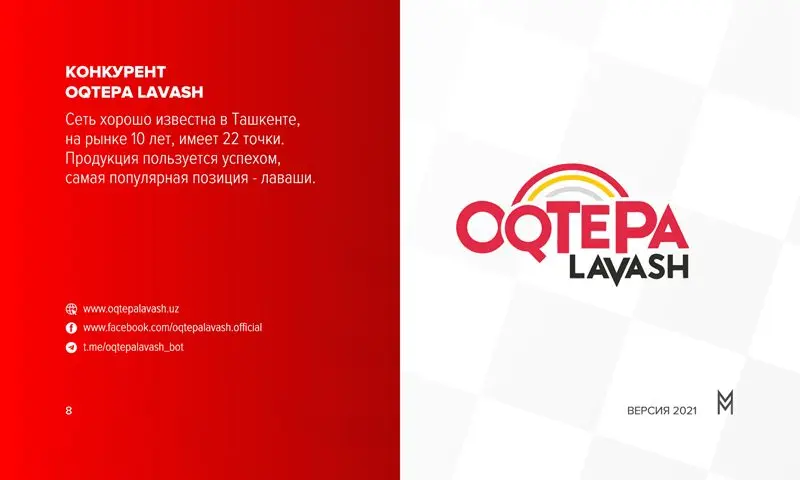 КОНКУРЕНТ
OQTEPA LAVASH
Сеть хорошо известна в Ташкенте,
на рынке 10 лет, имеет 22 точки.
Продукция пользуется успехом,
самая популярная позиция - лаваши.
www.oqtepalavash.uz
www.facebook.com/oqtepalavash.official
t.me/oqtepalavash_bot
8
OQTEPA
LAVASH
ВЕРСИЯ 2021